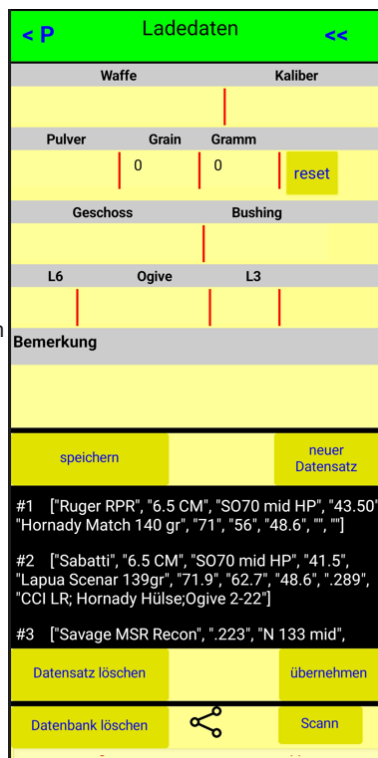 < P Ladedaten <<
Waffe Kaliber
Pulver Grain Gramm
0 0 reset
Geschoss Bushing
L6 Ogive L3
Bemerkung
speichern neuer
Datensatz
#1 ["Ruger RPR", "6.5 CM", "SO70 mid HP", "43.50"
"Hornady Match 140 gr", "71", "56", "48.6", "", ""]
#2 ["Sabatti", "6.5 CM", "SO70 mid HP", "41.5",
"Lapua Scenar 139gr", "71.9", "62.7", "48.6", ".289",
"CCI LR; Hornady Hülse;Ogive 2-22"]
#3 ["Savage MSR Recon", ".223", "N 133 mid",
Datensatz löschen übernehmen
Datenbank löschen Scann